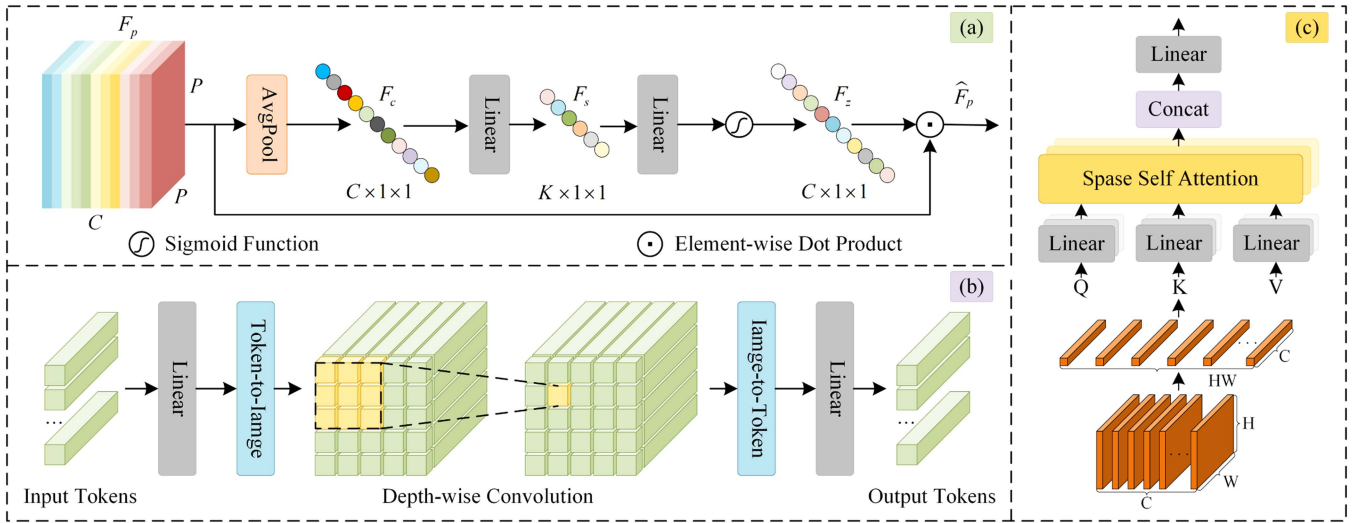 F_p
P
P
C
AvgPool
F_c
C × 1 × 1
Linear
F_s
K × 1 × 1
Linear
F_z
C × 1 × 1
F̂_p
(a)
Sigmoid Function
Element-wise Dot Product
(b)
...
Input Tokens
Linear
Token-to-Iamge
Depth-wise Convolution
Iamge-to-Token
Linear
...
Output Tokens
(c)
Linear
Concat
Spase Self Attention
Linear
Linear
Linear
Q
K
V
...
C
HW
...
H
W
C